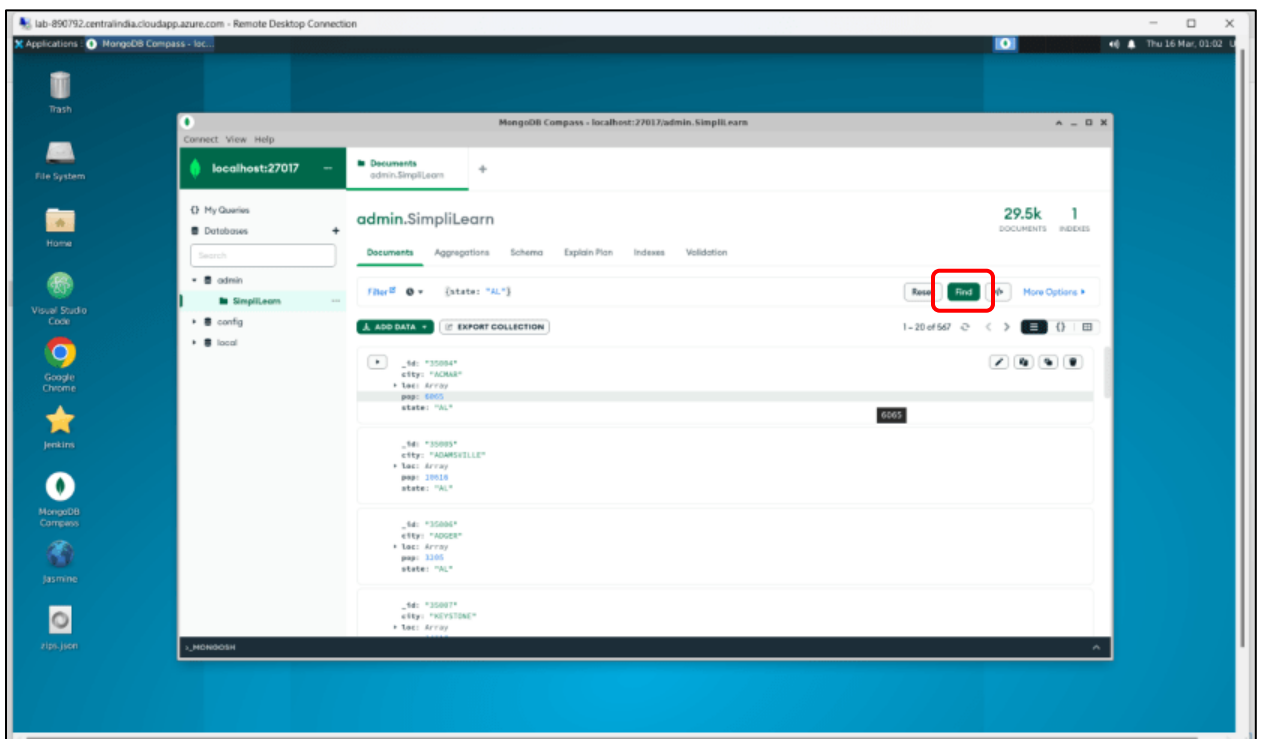 lab-890792.centralindia.cloudapp.azure.com - Remote Desktop Connection
Applications : MongoDB Compass - loc...
Thu 16 Mar, 01:02 U
Trash
File System
Home
Visual Studio
Code
Google
Chrome
Jenkins
MongoDB
Compass
Jasmine
zips.json
MongoDB Compass - localhost:27017/admin.SimpliLearn
Connect View Help
localhost:27017 ...
Documents
admin.SimpliLearn
+
{} My Queries
Databases +
Search
admin
SimpliLearn ...
config
local
admin.SimpliLearn
29.5k 1
DOCUMENTS INDEXES
Documents Aggregations Schema Explain Plan Indexes Validation
Filter {state: "AL"}
Find More Options
ADD DATA EXPORT COLLECTION
1 – 20 of 567 {}
_id: "35004"
city: "ACMAR"
loc: Array
pop: 6065
state: "AL"
6065
_id: "35005"
city: "ADAMSVILLE"
loc: Array
pop: 10616
state: "AL"
_id: "35006"
city: "ADGER"
loc: Array
pop: 3205
state: "AL"
_id: "35007"
city: "KEYSTONE"
loc: Array
>_MONGOSH